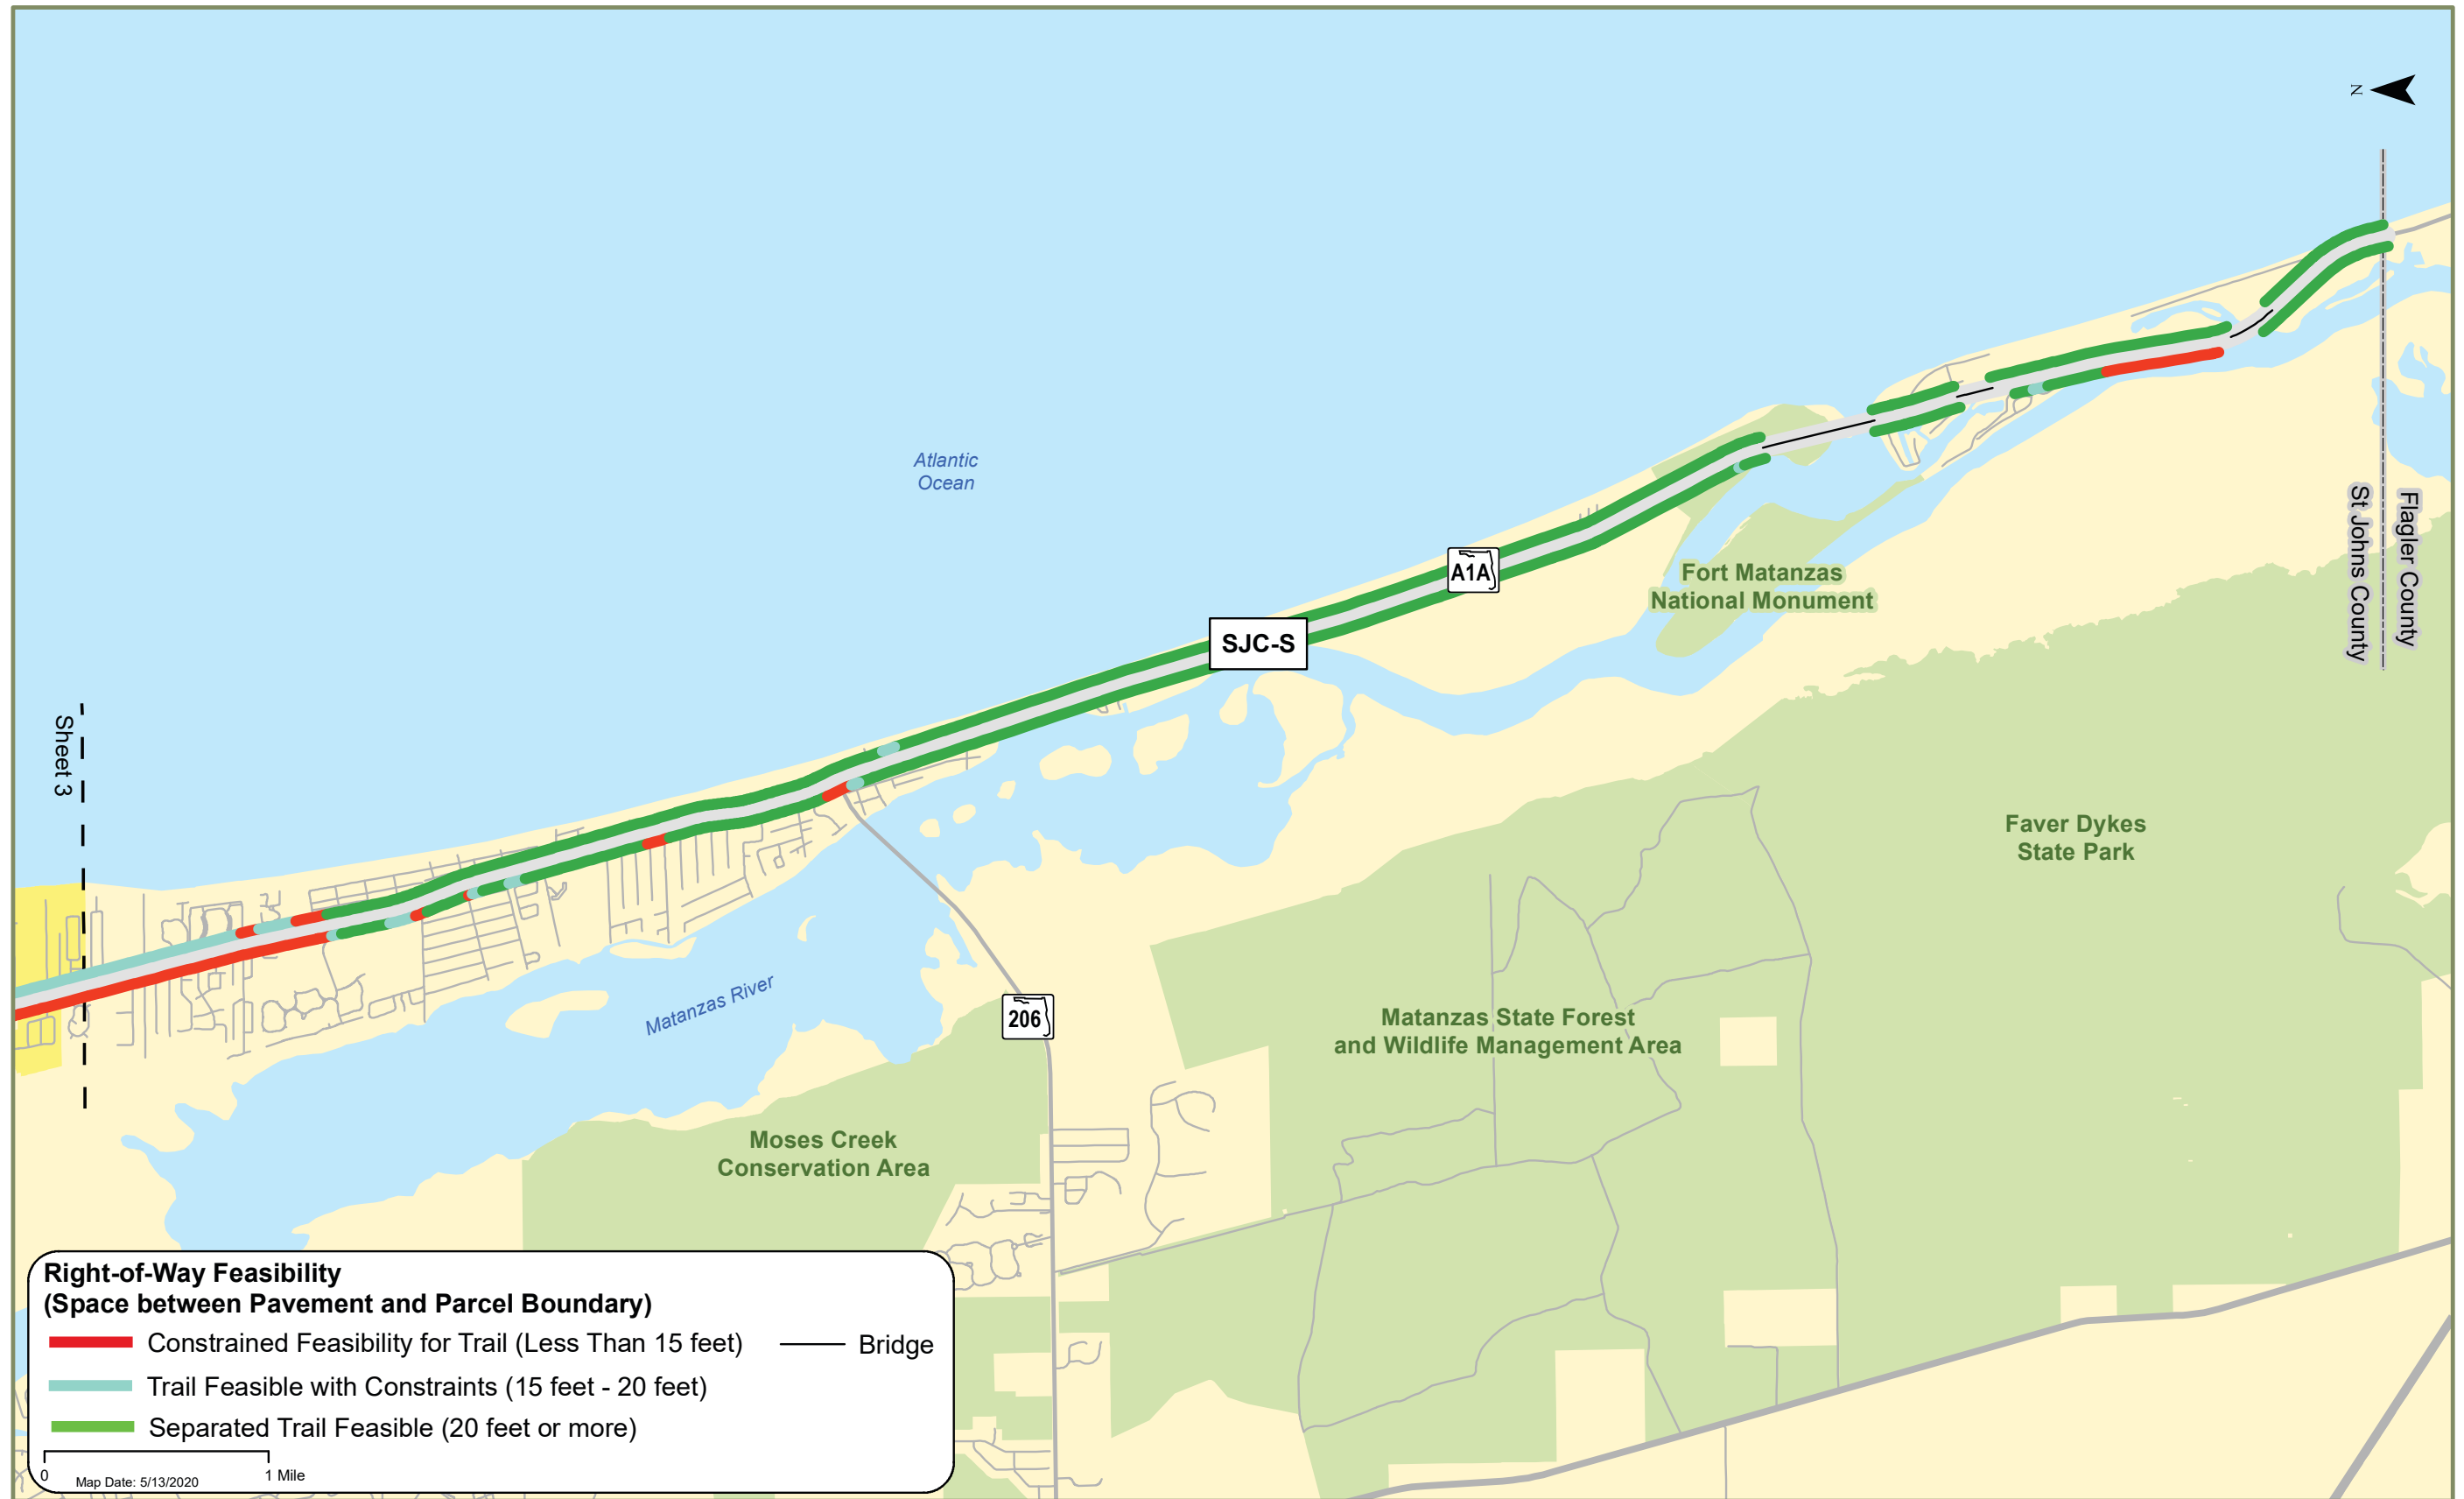 N
Flagler County
St Johns County
Atlantic
Ocean
Fort Matanzas
National Monument
A1A
SJC-S
Sheet 3
Faver Dykes
State Park
Matanzas River
206
Matanzas State Forest
and Wildlife Management Area
Moses Creek
Conservation Area
Right-of-Way Feasibility
(Space between Pavement and Parcel Boundary)
Constrained Feasibility for Trail (Less Than 15 feet)
Bridge
Trail Feasible with Constraints (15 feet - 20 feet)
Separated Trail Feasible (20 feet or more)
0
1 Mile
Map Date: 5/13/2020